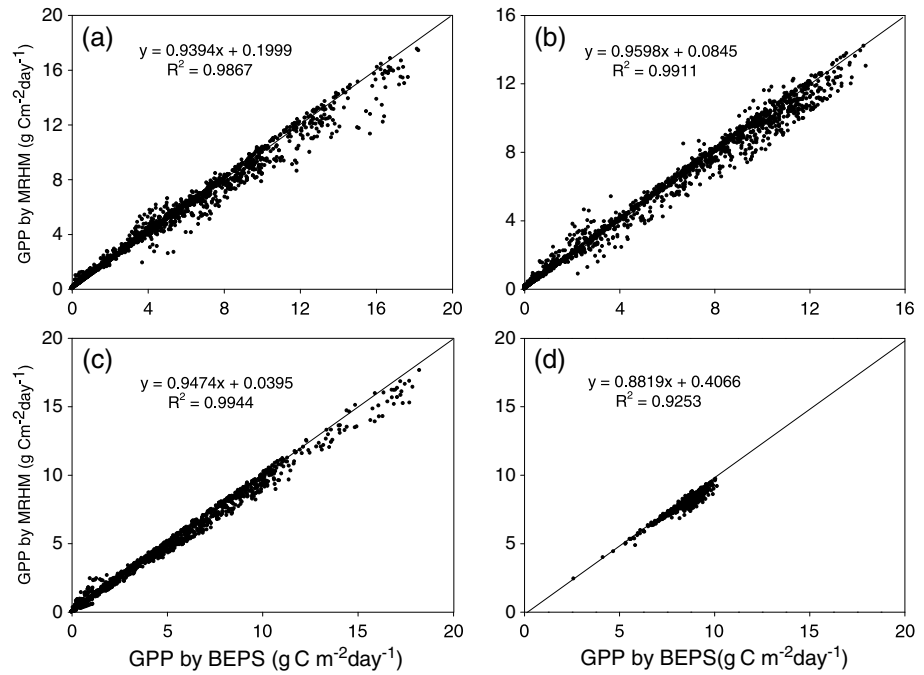 (a)
y = 0.9394x + 0.1999
R² = 0.9867
20
16
12
8
4
0
0 4 8 12 16 20
GPP by MRHM (g Cm⁻²day⁻¹)
(b)
y = 0.9598x + 0.0845
R² = 0.9911
16
12
8
4
0
0 4 8 12 16
(c)
y = 0.9474x + 0.0395
R² = 0.9944
20
15
10
5
0
0 5 10 15 20
GPP by MRHM (g Cm⁻²day⁻¹)
GPP by BEPS (g C m⁻²day⁻¹)
(d)
y = 0.8819x + 0.4066
R² = 0.9253
20
15
10
5
0
0 5 10 15 20
GPP by BEPS(g C m⁻²day⁻¹)